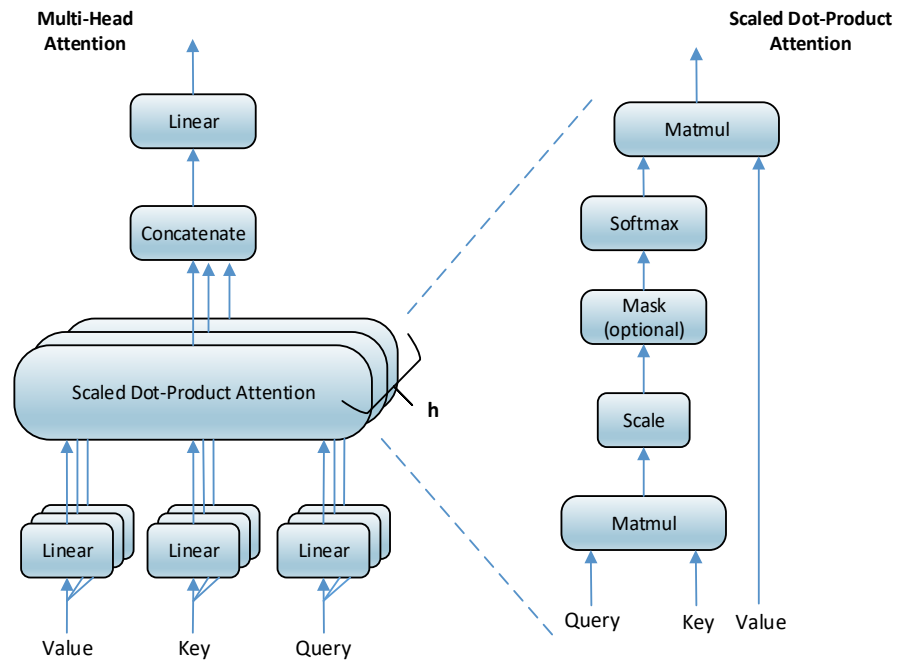 Multi-Head
Attention
Linear
Concatenate
Scaled Dot-Product Attention
h
Linear
Linear
Linear
Value
Key
Query
Scaled Dot-Product
Attention
Matmul
Softmax
Mask
(optional)
Scale
Matmul
Query
Key
Value